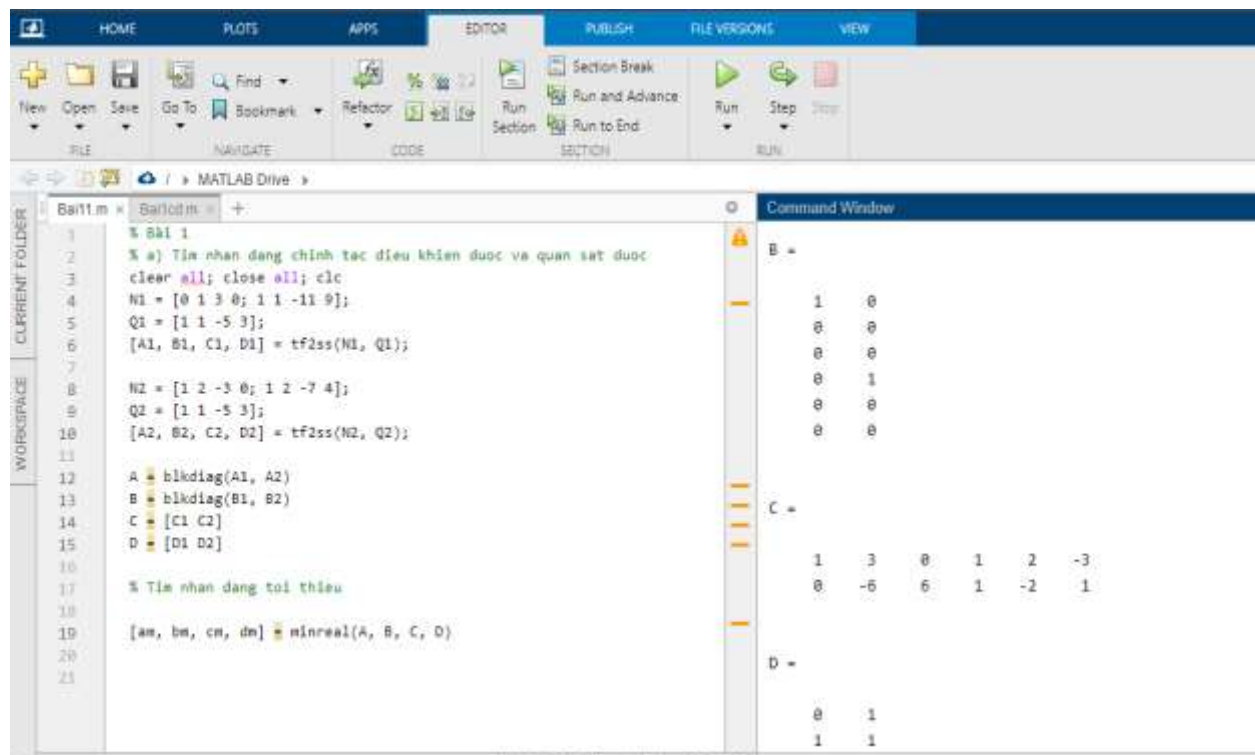 HOME PLOTS APPS EDITOR PUBLISH FILE VERSIONS VIEW
New Open Save Go To Find Bookmark Refactor Run Section Section Break Run and Advance Run to End Run Step Stop
FILE NAVIGATE CODE SECTION RUN
/ MATLAB Drive
CURRENT FOLDER
WORKSPACE
Bai11.m × Bai1cd.m × +
1 % Bài 1
2 % a) Tim nhan dang chinh tac dieu khien duoc va quan sat duoc
3 clear all; close all; clc
4 N1 = [0 1 3 0; 1 1 -11 9];
5 Q1 = [1 1 -5 3];
6 [A1, B1, C1, D1] = tf2ss(N1, Q1);
7
8 N2 = [1 2 -3 0; 1 2 -7 4];
9 Q2 = [1 1 -5 3];
10 [A2, B2, C2, D2] = tf2ss(N2, Q2);
11
12 A = blkdiag(A1, A2)
13 B = blkdiag(B1, B2)
14 C = [C1 C2]
15 D = [D1 D2]
16
17 % Tim nhan dang toi thieu
18
19 [am, bm, cm, dm] = minreal(A, B, C, D)
20
21
Command Window
B =
1 0
0 0
0 0
0 1
0 0
0 0
C =
1 3 0 1 2 -3
0 -6 6 1 -2 1
D =
0 1
1 1